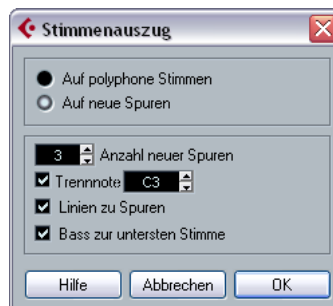 Stimmenauszug
Auf polyphone Stimmen
Auf neue Spuren
3 Anzahl neuer Spuren
Trennnote C3
Linien zu Spuren
Bass zur untersten Stimme
Hilfe Abbrechen OK